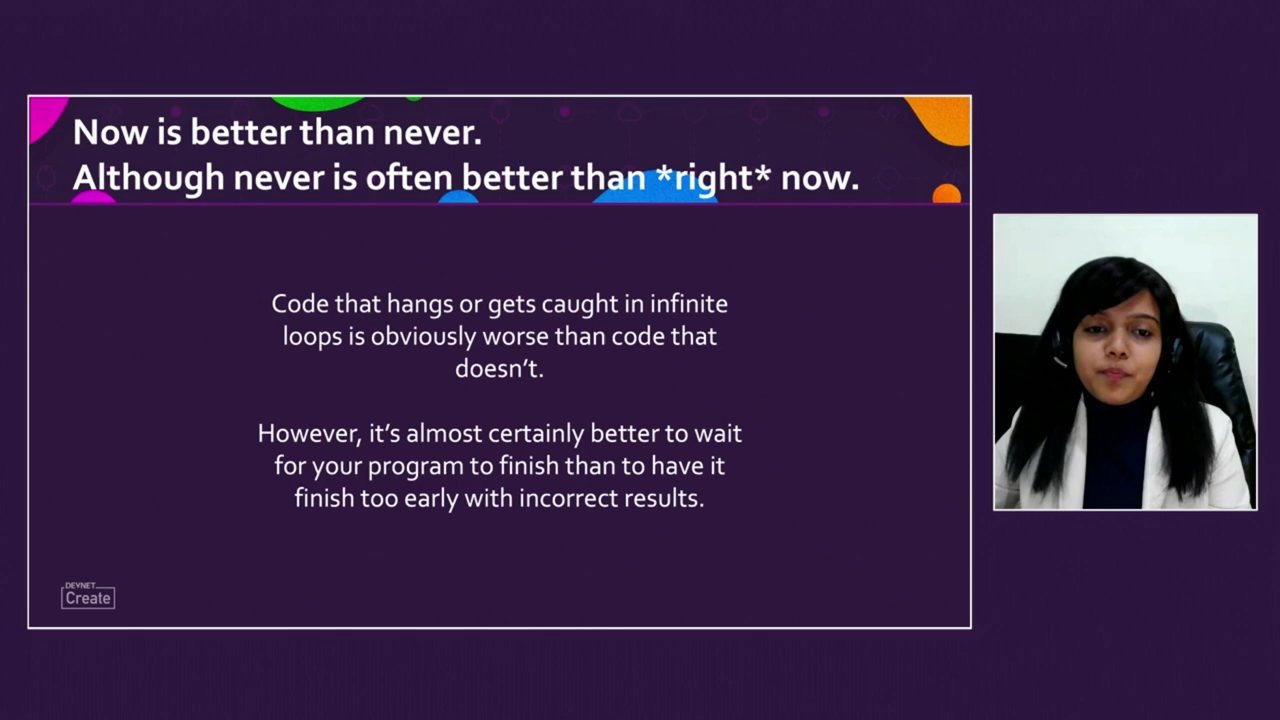 Now is better than never.
Although never is often better than *right* now.
Code that hangs or gets caught in infinite
loops is obviously worse than code that
doesn’t.
However, it’s almost certainly better to wait
for your program to finish than to have it
finish too early with incorrect results.
DEVNET
Create